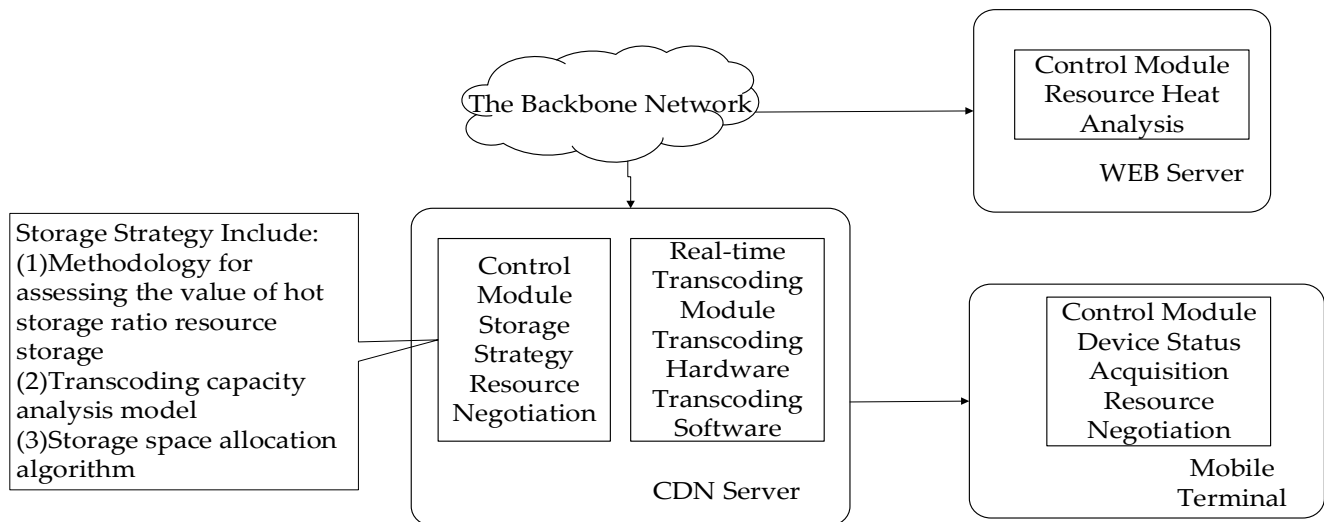 The Backbone Network
Control Module
Resource Heat
Analysis
WEB Server
Storage Strategy Include:
(1)Methodology for
assessing the value of hot
storage ratio resource
storage
(2)Transcoding capacity
analysis model
(3)Storage space allocation
algorithm
Control
Module
Storage
Strategy
Resource
Negotiation
Real-time
Transcoding
Module
Transcoding
Hardware
Transcoding
Software
CDN Server
Control Module
Device Status
Acquisition
Resource
Negotiation
Mobile
Terminal